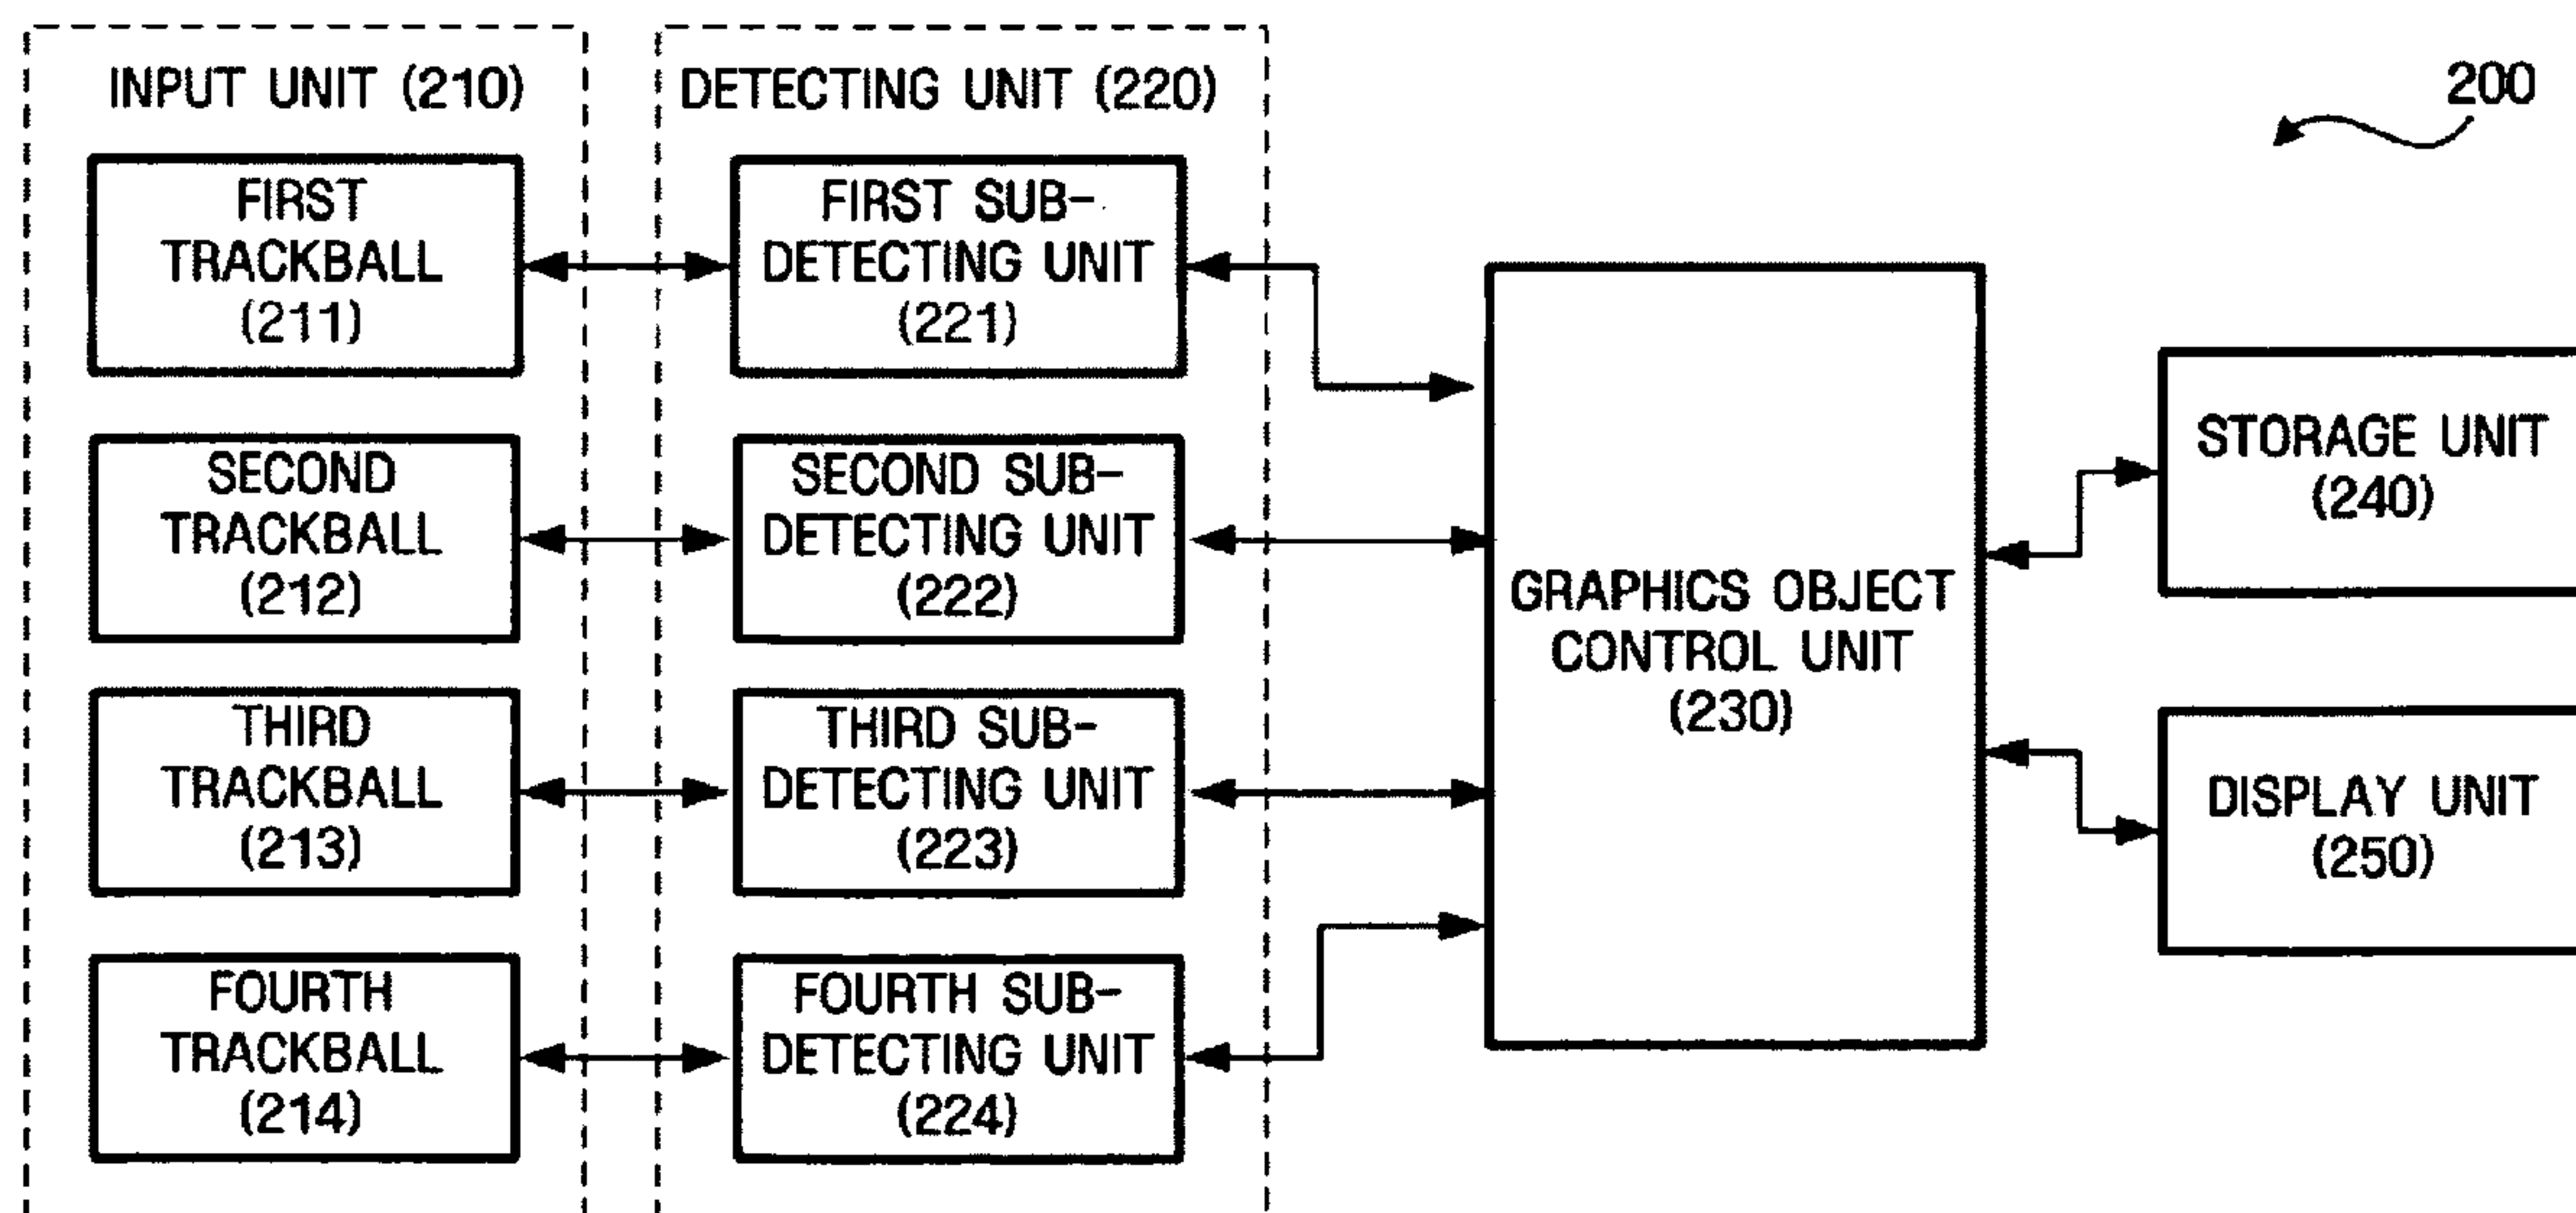 INPUT UNIT (210)
FIRST
TRACKBALL
(211)
SECOND
TRACKBALL
(212)
THIRD
TRACKBALL
(213)
FOURTH
TRACKBALL
(214)
DETECTING UNIT (220)
FIRST SUB-
DETECTING UNIT
(221)
SECOND SUB-
DETECTING UNIT
(222)
THIRD SUB-
DETECTING UNIT
(223)
FOURTH SUB-
DETECTING UNIT
(224)
GRAPHICS OBJECT
CONTROL UNIT
(230)
200
STORAGE UNIT
(240)
DISPLAY UNIT
(250)